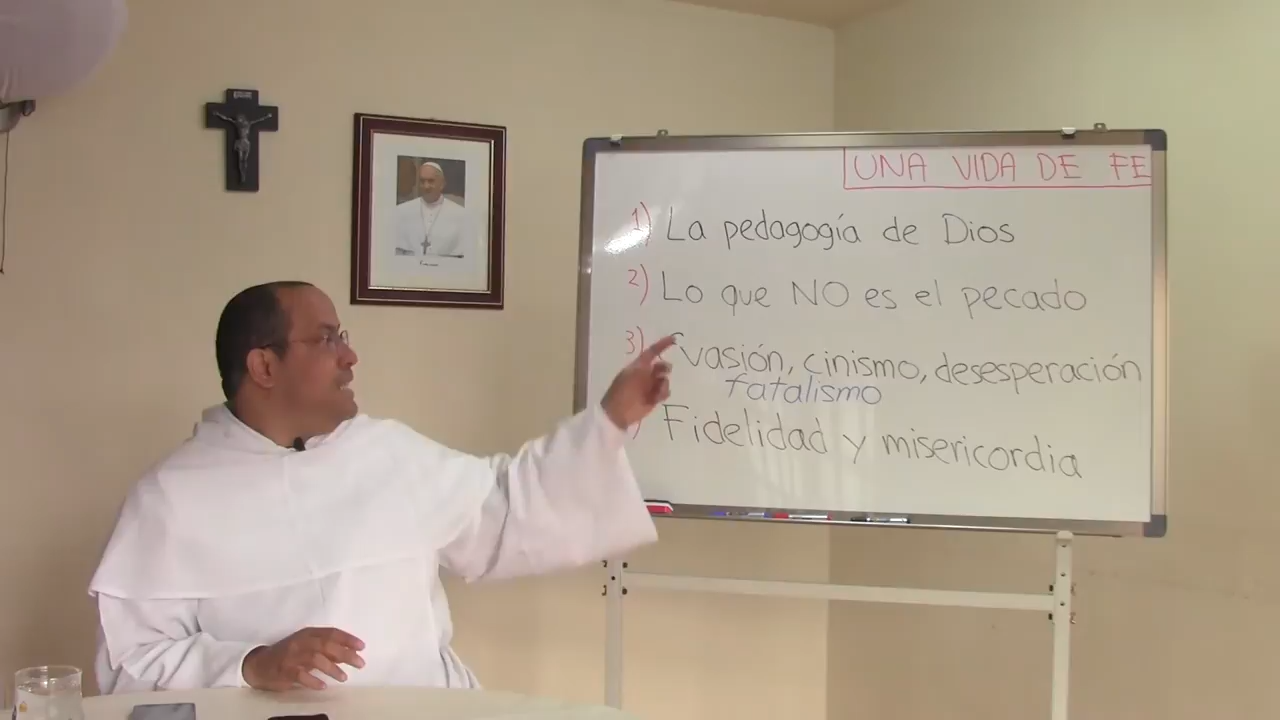 UNA VIDA DE FE
1) La pedagogía de Dios
2) Lo que NO es el pecado
3) Evasión, cinismo, desesperación
fatalismo
Fidelidad y misericordia